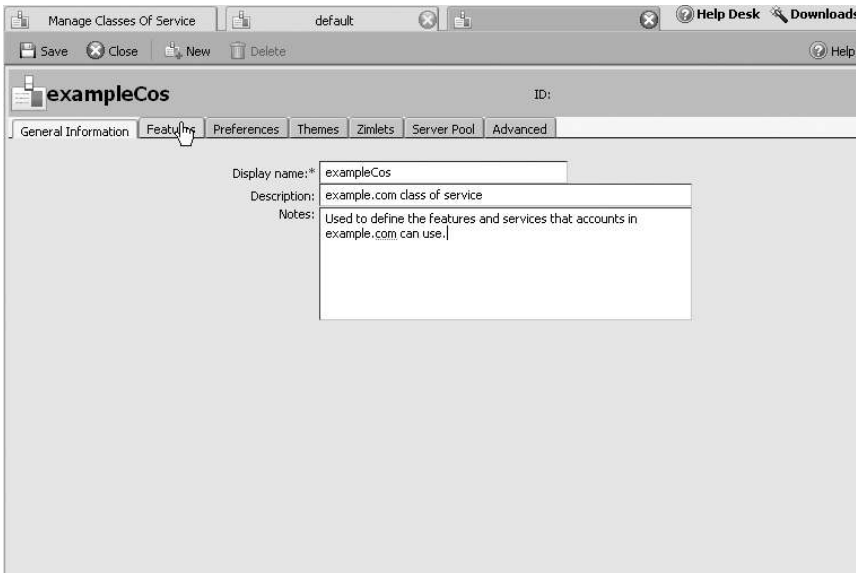 Manage Classes Of Service default Help Desk Downloads
Save Close New Delete Help
exampleCos ID:
General Information Features Preferences Themes Zimlets Server Pool Advanced
Display name:* exampleCos
Description: example.com class of service
Notes: Used to define the features and services that accounts in
example.com can use.